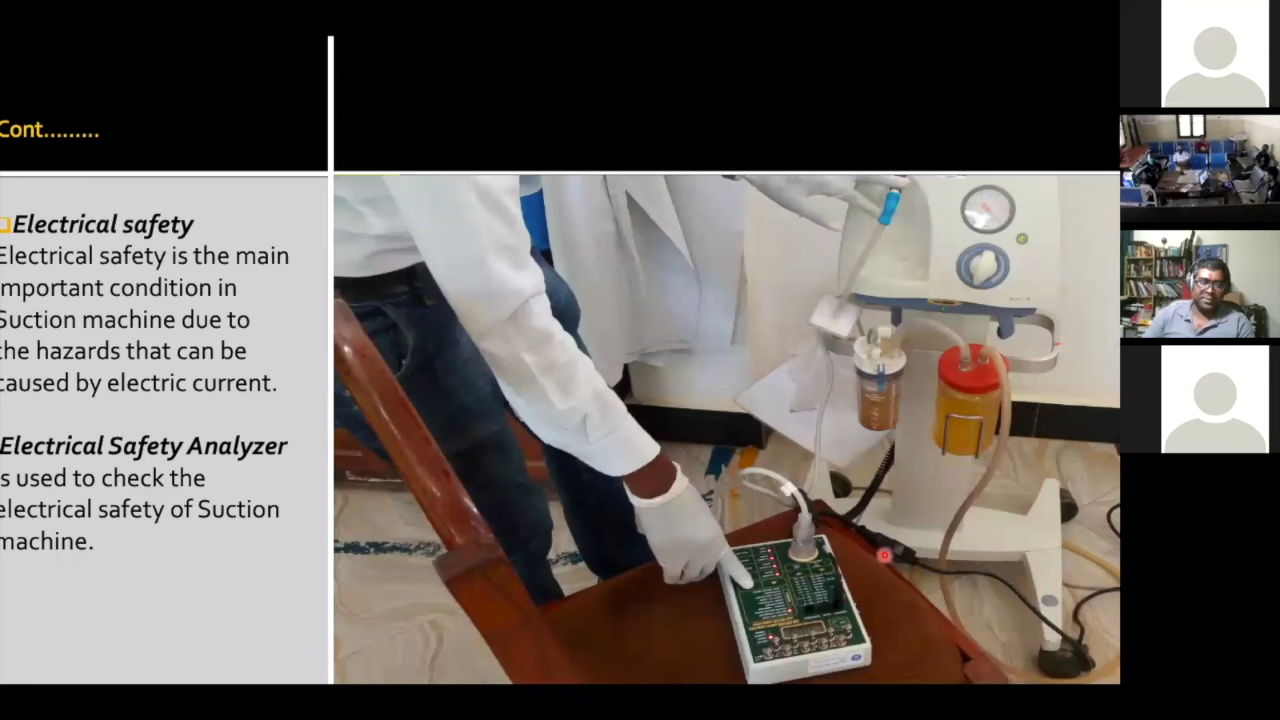 Cont.........
Electrical safety
Electrical safety is the main
important condition in
Suction machine due to
the hazards that can be
caused by electric current.
Electrical Safety Analyzer
is used to check the
electrical safety of Suction
machine.